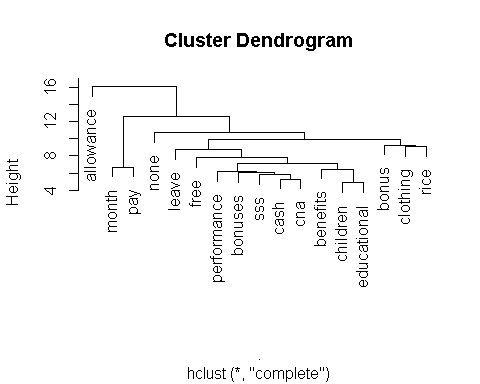 Cluster Dendrogram
Height
16
12
8
4
allowance
month
pay
none
leave
free
performance
bonuses
sss
cash
cna
benefits
children
educational
bonus
clothing
rice
.
hclust (*, "complete")